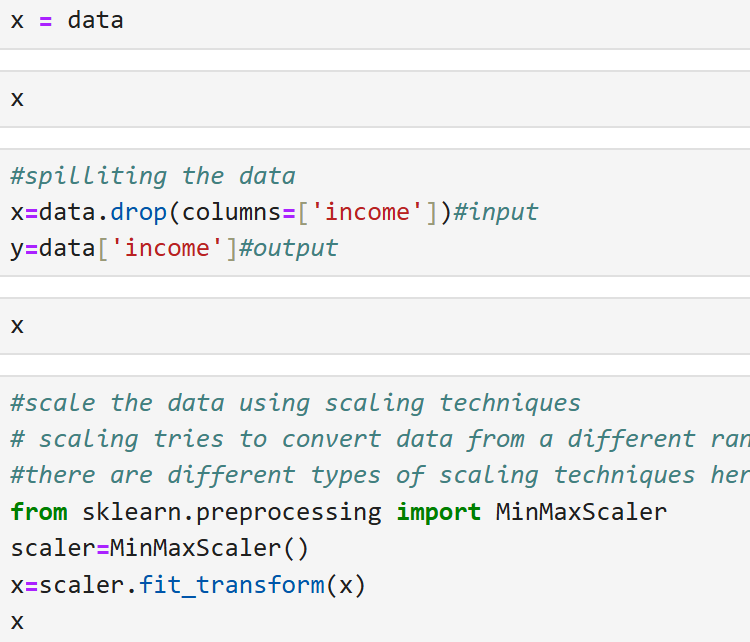 x = data
x
#spilliting the data
x=data.drop(columns=['income'])#input
y=data['income']#output
x
#scale the data using scaling techniques
# scaling tries to convert data from a different ran
#there are different types of scaling techniques her
from sklearn.preprocessing import MinMaxScaler
scaler=MinMaxScaler()
x=scaler.fit_transform(x)
x